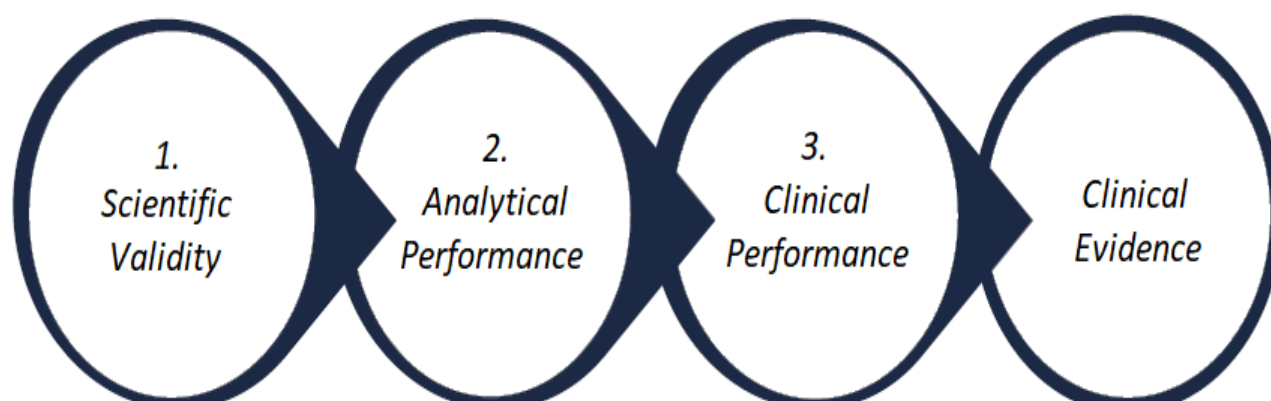 1.
Scientific
Validity
2.
Analytical
Performance
3.
Clinical
Performance
Clinical
Evidence